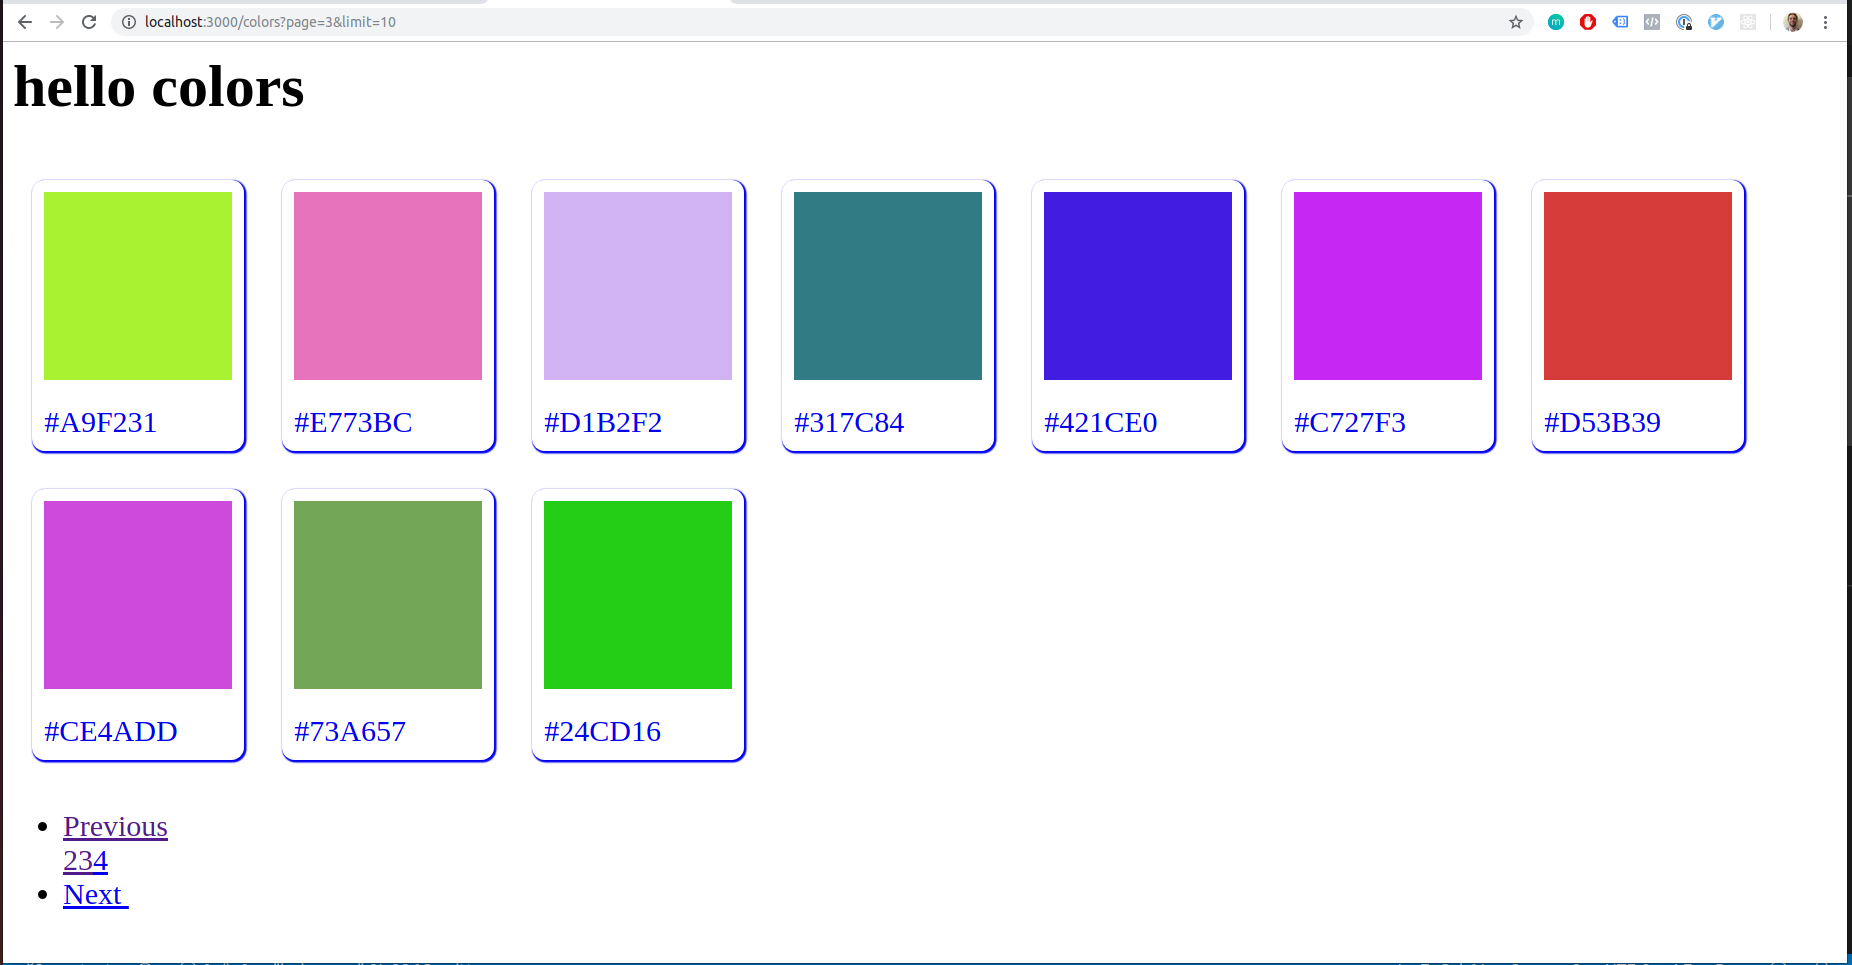 localhost:3000/colors?page=3&limit=10
hello colors
#A9F231 #E773BC #D1B2F2 #317C84 #421CE0 #C727F3 #D53B39
#CE4ADD #73A657 #24CD16
Previous
234
Next